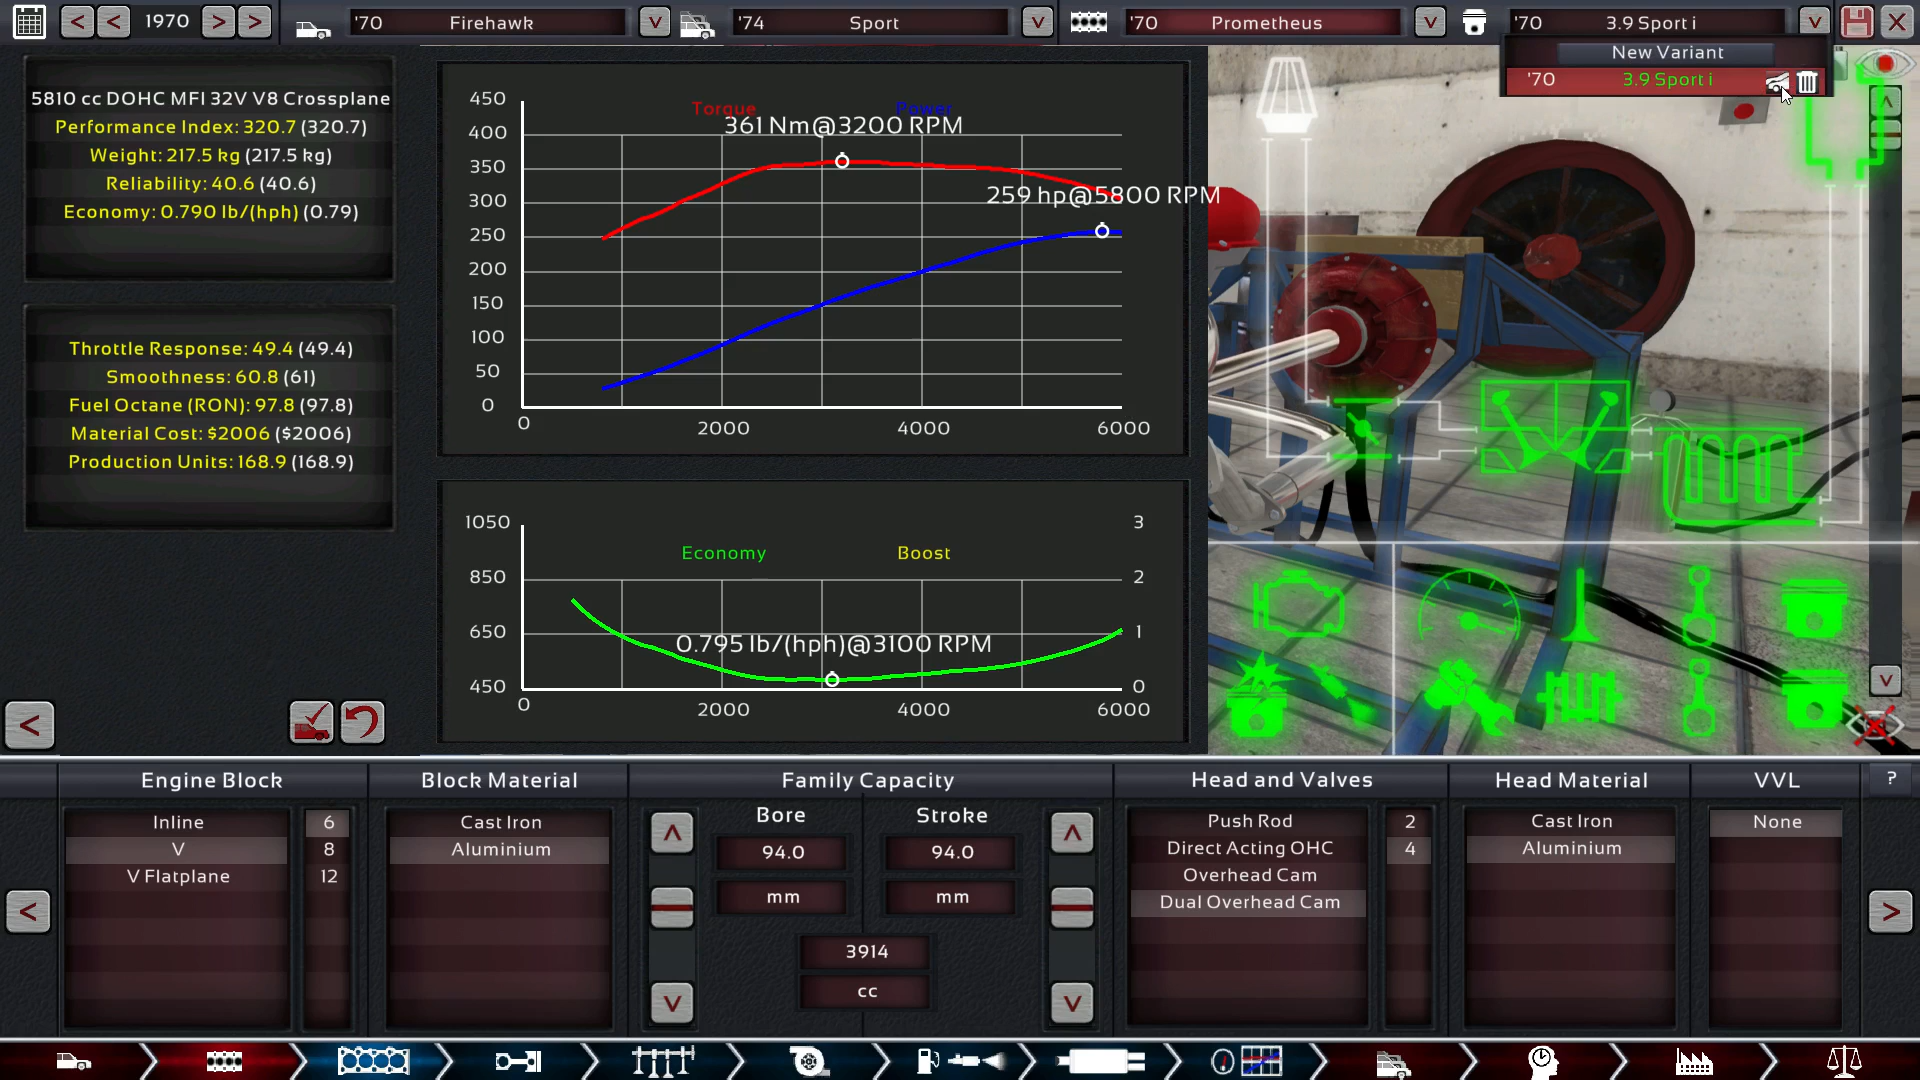 1970
'70 Firehawk
'74 Sport
'70 Prometheus
'70 3.9 Sport i
New Variant
'70 3.9 Sport i
5810 cc DOHC MFI 32V V8 Crossplane
Performance Index: 320.7 (320.7)
Weight: 217.5 kg (217.5 kg)
Reliability: 40.6 (40.6)
Economy: 0.790 lb/(hph) (0.79)
Throttle Response: 49.4 (49.4)
Smoothness: 60.8 (61)
Fuel Octane (RON): 97.8 (97.8)
Material Cost: $2006 ($2006)
Production Units: 168.9 (168.9)
450
400
350
300
250
200
150
100
50
0
Torque Power
361 Nm@3200 RPM
259 hp@5800 RPM
0 2000 4000 6000
1050
850
650
450
Economy Boost
0.795 lb/(hph)@3100 RPM
3
2
1
0
0 2000 4000 6000
Engine Block
Inline 6
V 8
V Flatplane 12
Block Material
Cast Iron
Aluminium
Family Capacity
Bore Stroke
94.0 94.0
mm mm
3914
cc
Head and Valves
Push Rod 2
Direct Acting OHC 4
Overhead Cam
Dual Overhead Cam
Head Material
Cast Iron
Aluminium
VVL
None
?